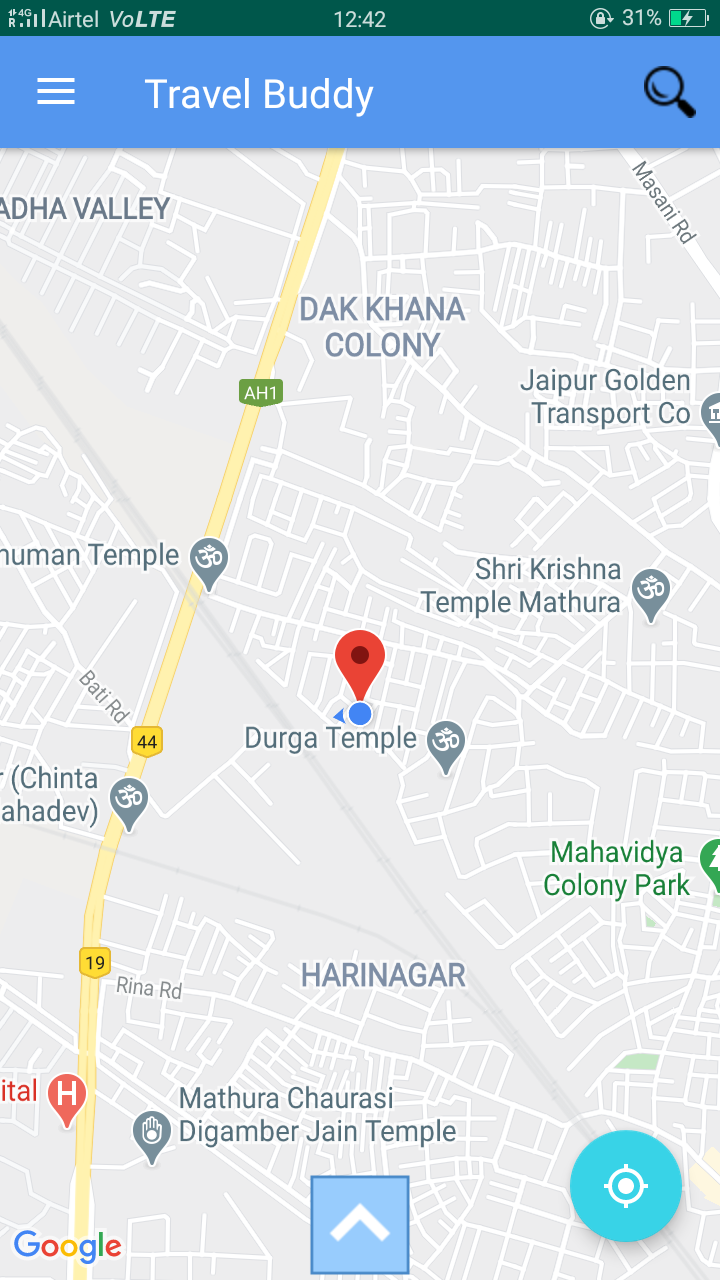 4G
R
Airtel VoLTE
12:42
31%
Travel Buddy
ADHA VALLEY
Masani Rd
DAK KHANA
COLONY
AH1
Jaipur Golden
Transport Co
numan Temple
Shri Krishna
Temple Mathura
Bati Rd
44
Durga Temple
r (Chinta
ahadev)
Mahavidya
Colony Park
19
Rina Rd
HARINAGAR
ital
H
Mathura Chaurasi
Digamber Jain Temple
Google